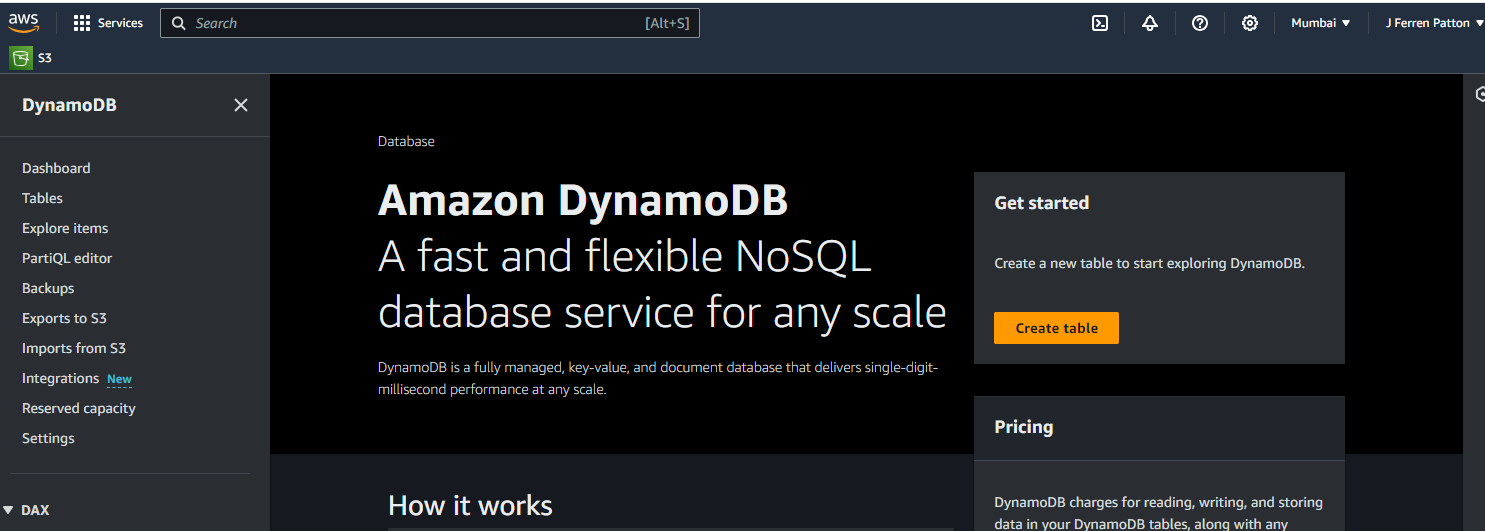 aws
Services
Search
[Alt+S]
Mumbai
J Ferren Patton
S3
DynamoDB
Dashboard
Tables
Explore items
PartiQL editor
Backups
Exports to S3
Imports from S3
Integrations New
Reserved capacity
Settings
DAX
Database
Amazon DynamoDB
A fast and flexible NoSQL
database service for any scale
DynamoDB is a fully managed, key-value, and document database that delivers single-digit-
millisecond performance at any scale.
How it works
Get started
Create a new table to start exploring DynamoDB.
Create table
Pricing
DynamoDB charges for reading, writing, and storing
data in your DynamoDB tables, along with any